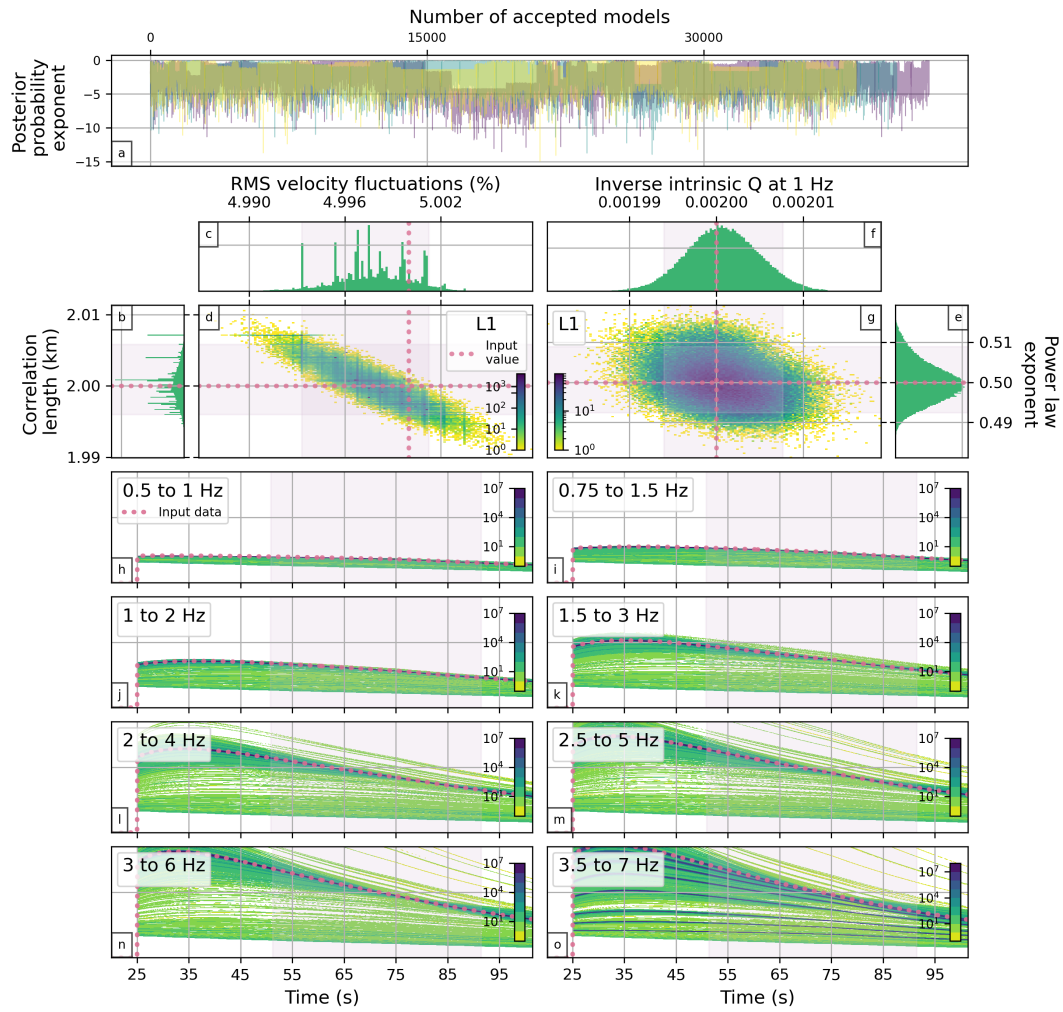 Number of accepted models
0 15000 30000
Posterior
probability
exponent
0
−5
−10
−15
a
RMS velocity fluctuations (%)
4.990 4.996 5.002
Inverse intrinsic Q at 1 Hz
0.00199 0.00200 0.00201
c
f
Correlation
length (km)
2.01
2.00
1.99
b
d
L1
Input
value
10³
10²
10¹
10⁰
L1
10¹
10⁰
g
e
0.51
0.50
0.49
Power law
exponent
0.5 to 1 Hz
Input data
10⁷
10⁴
10¹
h
0.75 to 1.5 Hz
10⁷
10⁴
10¹
i
1 to 2 Hz
10⁷
10⁴
10¹
j
1.5 to 3 Hz
10⁷
10⁴
10¹
k
2 to 4 Hz
10⁷
10⁴
10¹
l
2.5 to 5 Hz
10⁷
10⁴
10¹
m
3 to 6 Hz
10⁷
10⁴
10¹
n
3.5 to 7 Hz
10⁷
10⁴
10¹
o
25 35 45 55 65 75 85 95
Time (s)
25 35 45 55 65 75 85 95
Time (s)